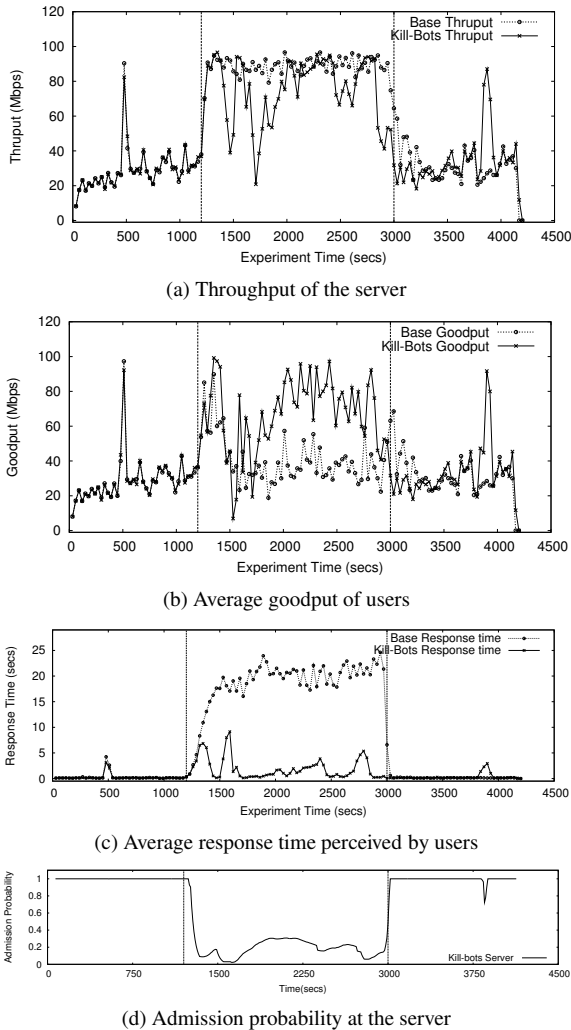 120
100
80
60
40
20
0
Thruput (Mbps)
Base Thruput
Kill-Bots Thruput
0 500 1000 1500 2000 2500 3000 3500 4000 4500
Experiment Time (secs)
(a) Throughput of the server
120
100
80
60
40
20
0
Goodput (Mbps)
Base Goodput
Kill-Bots Goodput
0 500 1000 1500 2000 2500 3000 3500 4000 4500
Experiment Time (secs)
(b) Average goodput of users
25
20
15
10
5
0
Response Time (secs)
Base Response time
Kill-Bots Response time
0 500 1000 1500 2000 2500 3000 3500 4000 4500
Experiment Time (secs)
(c) Average response time perceived by users
1
0.8
0.6
0.4
0.2
0
Admission Probability
Kill-bots Server
0 750 1500 2250 3000 3750 4500
Time(secs)
(d) Admission probability at the server